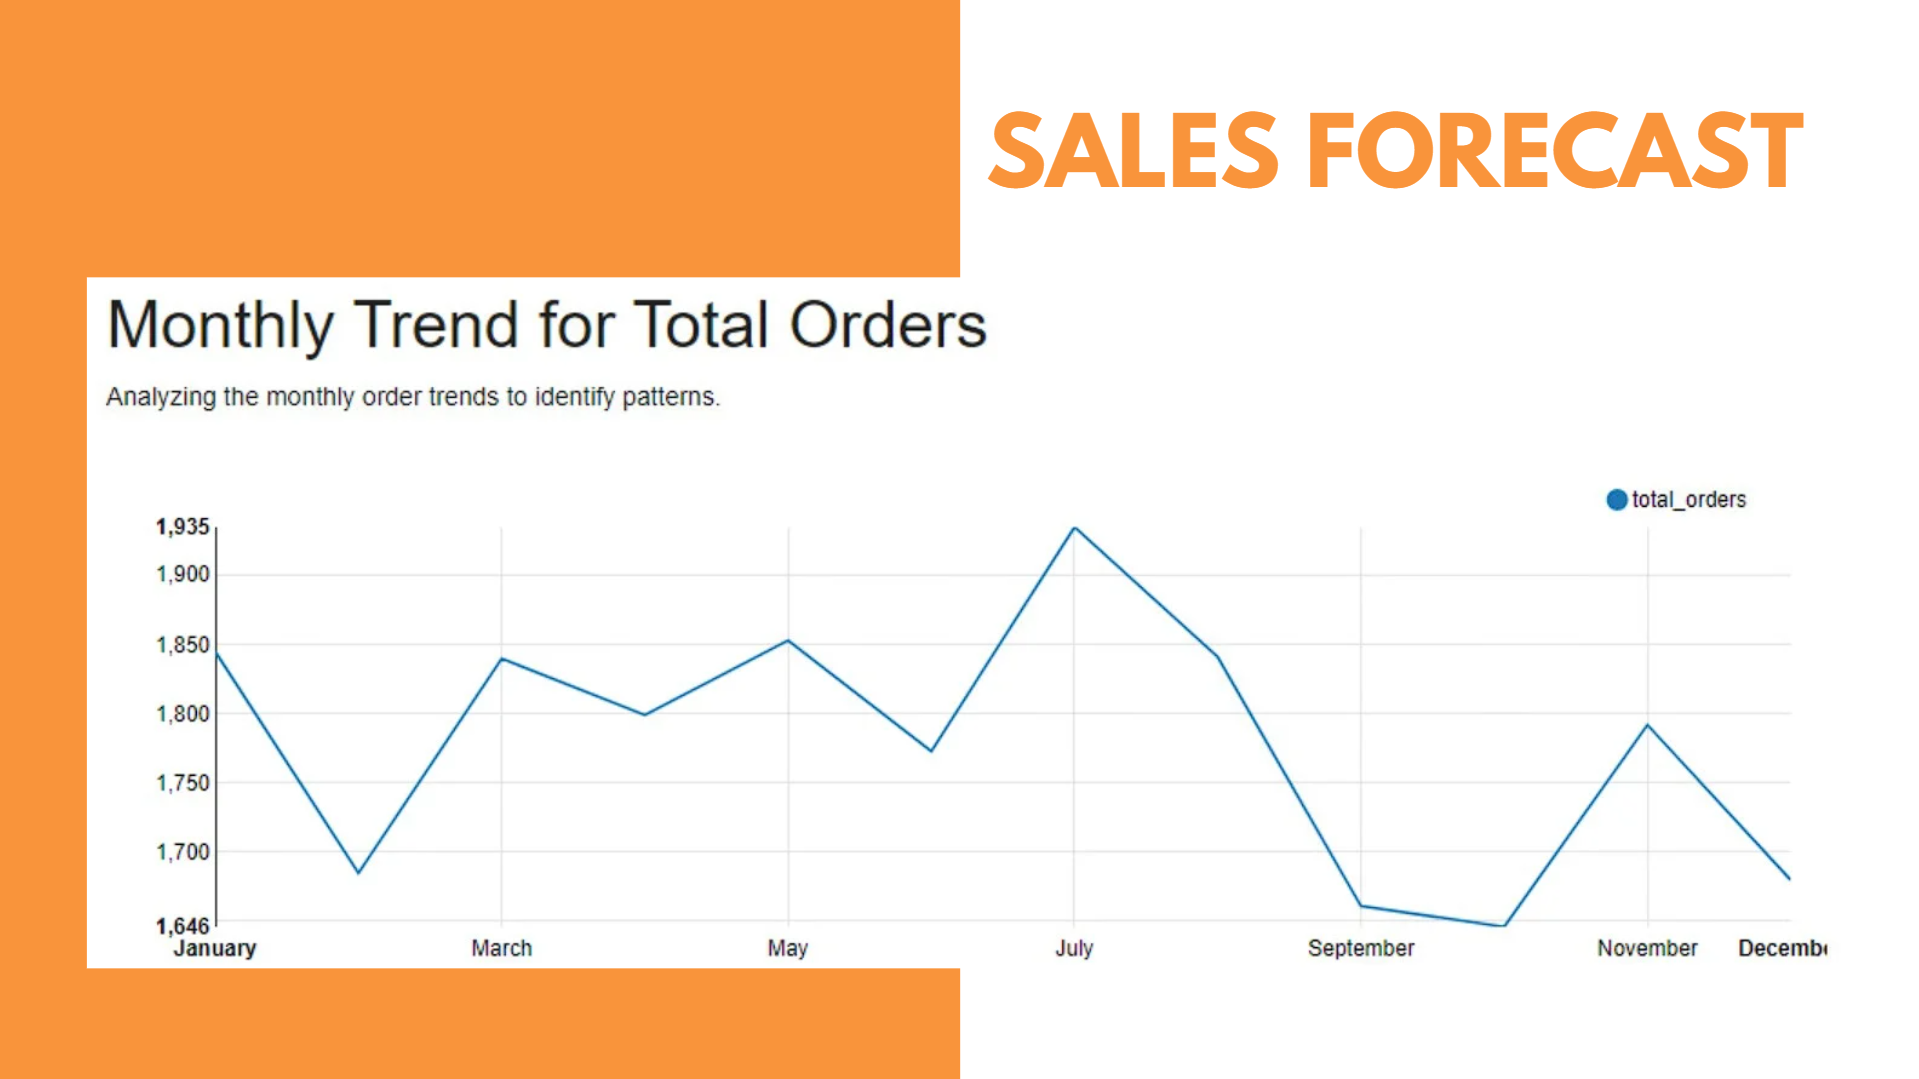 SALES FORECAST
Monthly Trend for Total Orders
Analyzing the monthly order trends to identify patterns.
total_orders
1,935
1,900
1,850
1,800
1,750
1,700
1,646
January March May July September November Decembe